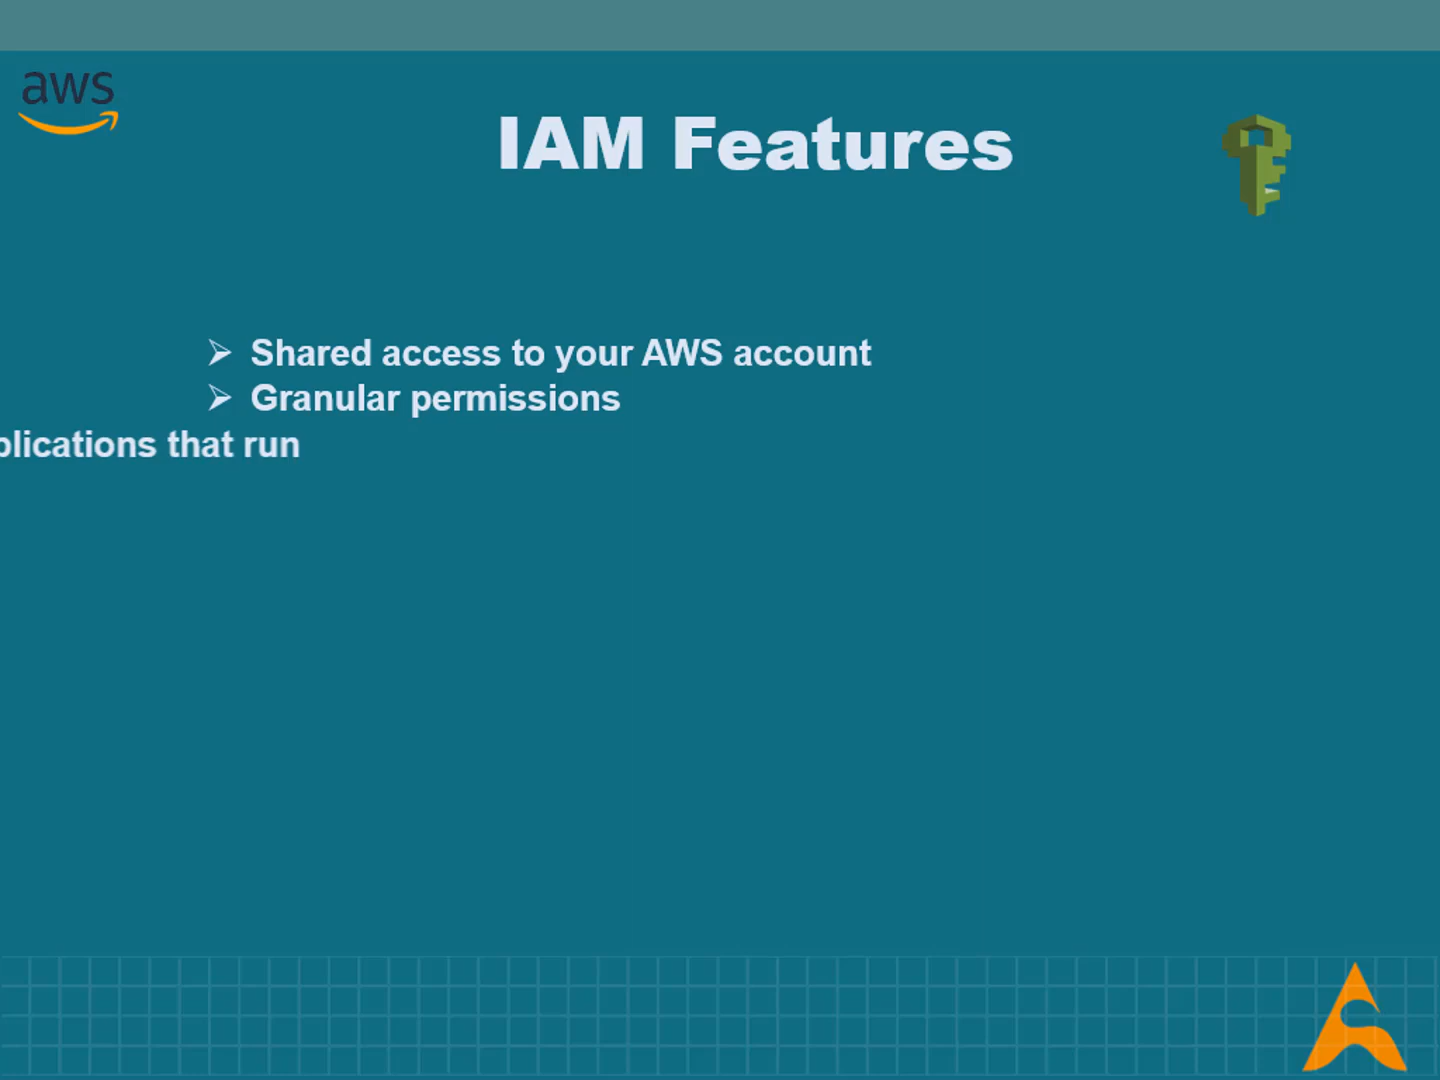 aws
IAM Features
➢ Shared access to your AWS account
➢ Granular permissions
plications that run